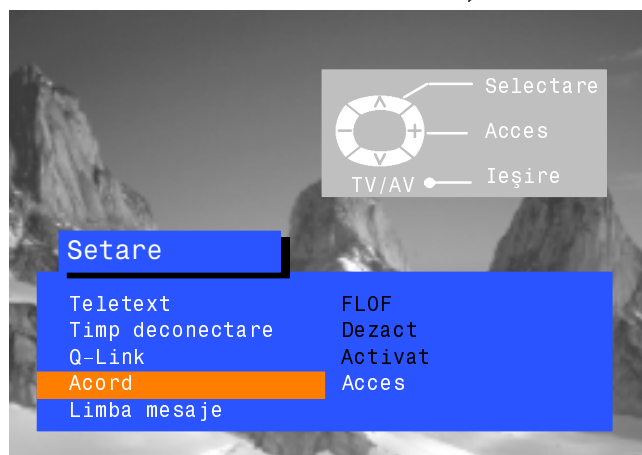 Selectare
Acces
TV/AV Ieşire
Setare
Teletext FLOF
Timp deconectare Dezact
Q–Link Activat
Acord Acces
Limba mesaje